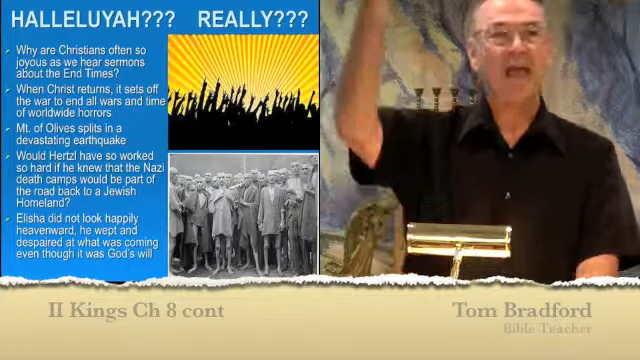 HALLELUYAH??? REALLY???
Why are Christians often so
joyous as we hear sermons
about the End Times?
When Christ returns, it sets off
the war to end all wars and time
of worldwide horrors
Mt. of Olives splits in a
devastating earthquake
Would Hertzl have so worked
so hard if he knew that the Nazi
death camps would be part of
the road back to a Jewish
Homeland?
Elisha did not look happily
heavenward, he wept and
despaired at what was coming
even though it was God's will
II Kings Ch 8 cont
Tom Bradford
Bible Teacher